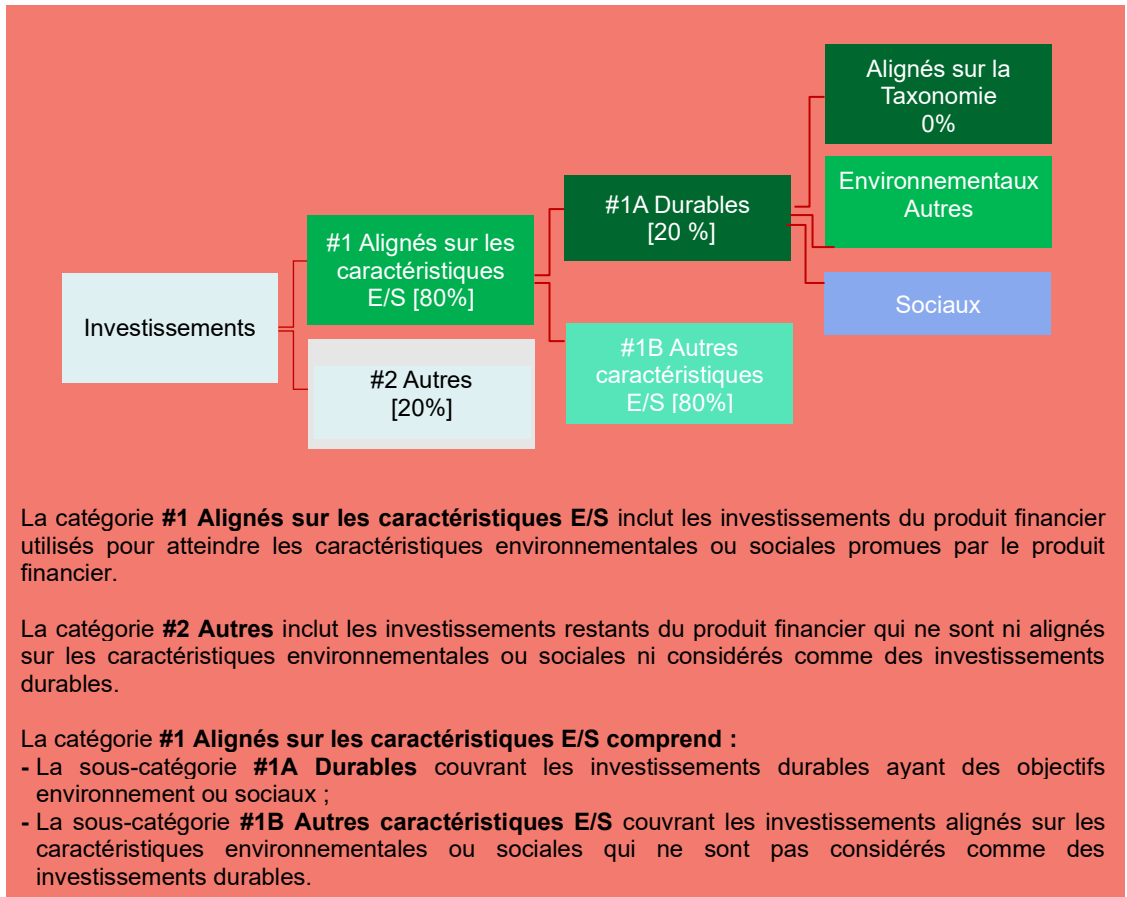 Alignés sur la
Taxonomie
0%
Environnementaux
Autres
#1A Durables
[20 %]
#1 Alignés sur les
caractéristiques
E/S [80%]
Sociaux
Investissements
#1B Autres
caractéristiques
E/S [80%]
#2 Autres
[20%]
La catégorie #1 Alignés sur les caractéristiques E/S inclut les investissements du produit financier
utilisés pour atteindre les caractéristiques environnementales ou sociales promues par le produit
financier.
La catégorie #2 Autres inclut les investissements restants du produit financier qui ne sont ni alignés
sur les caractéristiques environnementales ou sociales ni considérés comme des investissements
durables.
La catégorie #1 Alignés sur les caractéristiques E/S comprend :
- La sous-catégorie #1A Durables couvrant les investissements durables ayant des objectifs
environnement ou sociaux ;
- La sous-catégorie #1B Autres caractéristiques E/S couvrant les investissements alignés sur les
caractéristiques environnementales ou sociales qui ne sont pas considérés comme des
investissements durables.